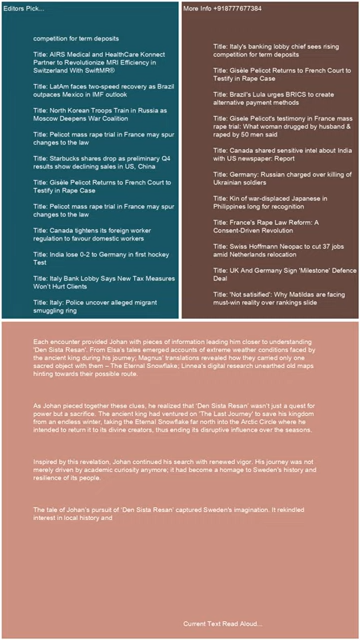 Editors Pick...
competition for term deposits
Title: AIRS Medical and HealthCare Konnect
Partner to Revolutionize MRI Efficiency in
Switzerland With SwiftMR®
Title: LatAm faces two-speed recovery as Brazil
outpaces Mexico in IMF outlook
Title: North Korean Troops Train in Russia as
Moscow Deepens War Coalition
Title: Pelicot mass rape trial in France may spur
changes to the law
Title: Starbucks shares drop as preliminary Q4
results show declining sales in US, China
Title: Gisèle Pelicot Returns to French Court to
Testify in Rape Case
Title: Pelicot mass rape trial in France may spur
changes to the law
Title: Canada tightens its foreign worker
regulation to favour domestic workers
Title: India lose 0-2 to Germany in first hockey
Test
Title: Italy Bank Lobby Says New Tax Measures
Won't Hurt Clients
Title: Italy: Police uncover alleged migrant
smuggling ring
More Info +918777677384
Title: Italy's banking lobby chief sees rising
competition for term deposits
Title: Gisèle Pelicot Returns to French Court to
Testify in Rape Case
Title: Brazil's Lula urges BRICS to create
alternative payment methods
Title: Gisele Pelicot's testimony in France mass
rape trial: What woman drugged by husband &
raped by 50 men said
Title: Canada shared sensitive intel about India
with US newspaper: Report
Title: Germany: Russian charged over killing of
Ukrainian soldiers
Title: Kin of war-displaced Japanese in
Philippines long for recognition
Title: France's Rape Law Reform: A
Consent-Driven Revolution
Title: Swiss Hoffmann Neopac to cut 37 jobs
amid Netherlands relocation
Title: UK And Germany Sign 'Milestone' Defence
Deal
Title: 'Not satisified': Why Matildas are facing
must-win reality over rankings slide
Each encounter provided Johan with pieces of information leading him closer to understanding
'Den Sista Resan'. From Elsa's tales emerged accounts of extreme weather conditions faced by
the ancient king during his journey; Magnus' translations revealed how they carried only one
sacred object with them – The Eternal Snowflake; Linnea's digital research unearthed old maps
hinting towards their possible route.
As Johan pieced together these clues, he realized that 'Den Sista Resan' wasn't just a quest for
power but a sacrifice. The ancient king had ventured on 'The Last Journey' to save his kingdom
from an endless winter, taking the Eternal Snowflake far north into the Arctic Circle where he
intended to return it to its divine creators, thus ending its disruptive influence over the seasons.
Inspired by this revelation, Johan continued his search with renewed vigor. His journey was not
merely driven by academic curiosity anymore; it had become a homage to Sweden's history and
resilience of its people.
The tale of Johan's pursuit of 'Den Sista Resan' captured Sweden's imagination. It rekindled
interest in local history and
Current Text Read Aloud...